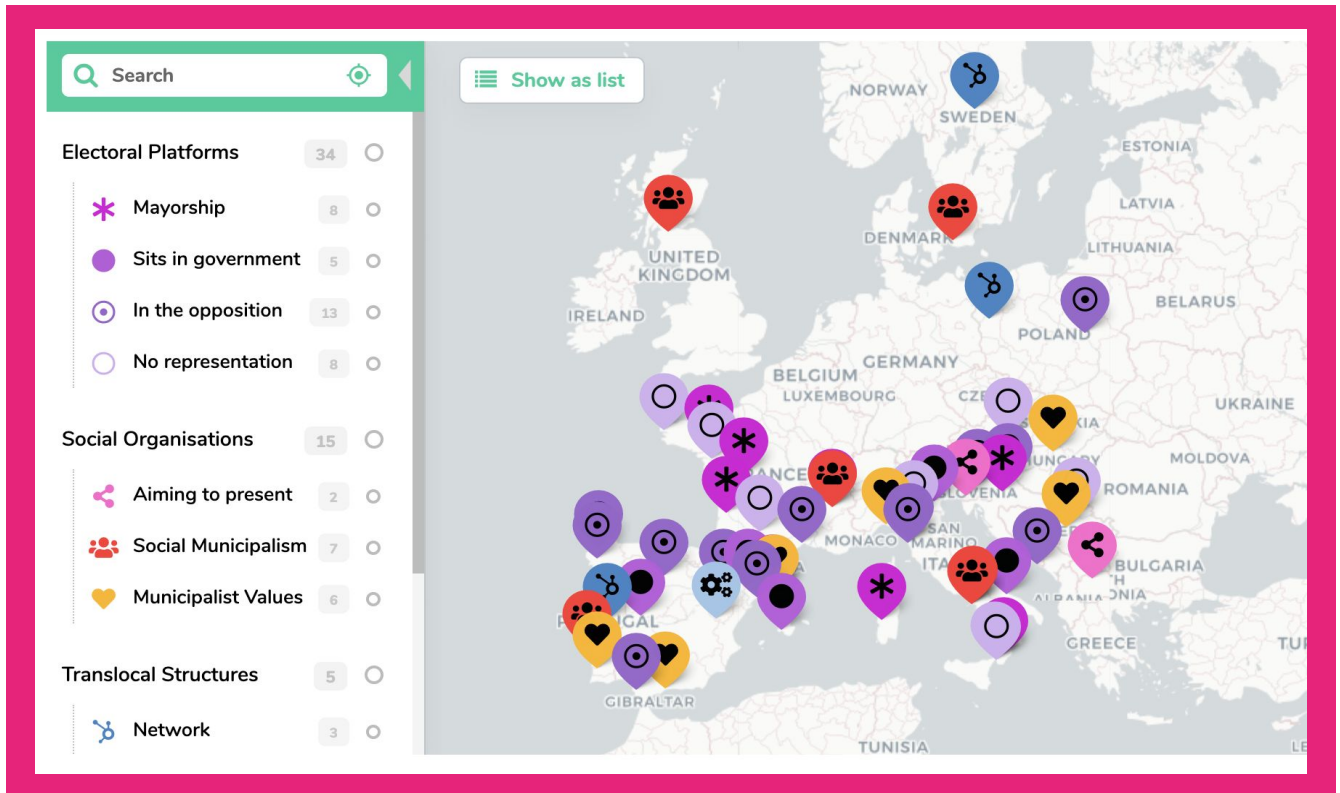 Search
Show as list
Electoral Platforms 34
Mayorship 8
Sits in government 5
In the opposition 13
No representation 8
Social Organisations 15
Aiming to present 2
Social Municipalism 7
Municipalist Values 6
Translocal Structures 5
Network 3
NORWAY
SWEDEN
ESTONIA
LATVIA
DENMARK
LITHUANIA
UNITED
KINGDOM
IRELAND
BELARUS
POLAND
GERMANY
BELGIUM
LUXEMBOURG
UKRAINE
MOLDOVA
ROMANIA
SAN
MARINO
MONACO
BULGARIA
GREECE
GIBRALTAR
TUNISIA